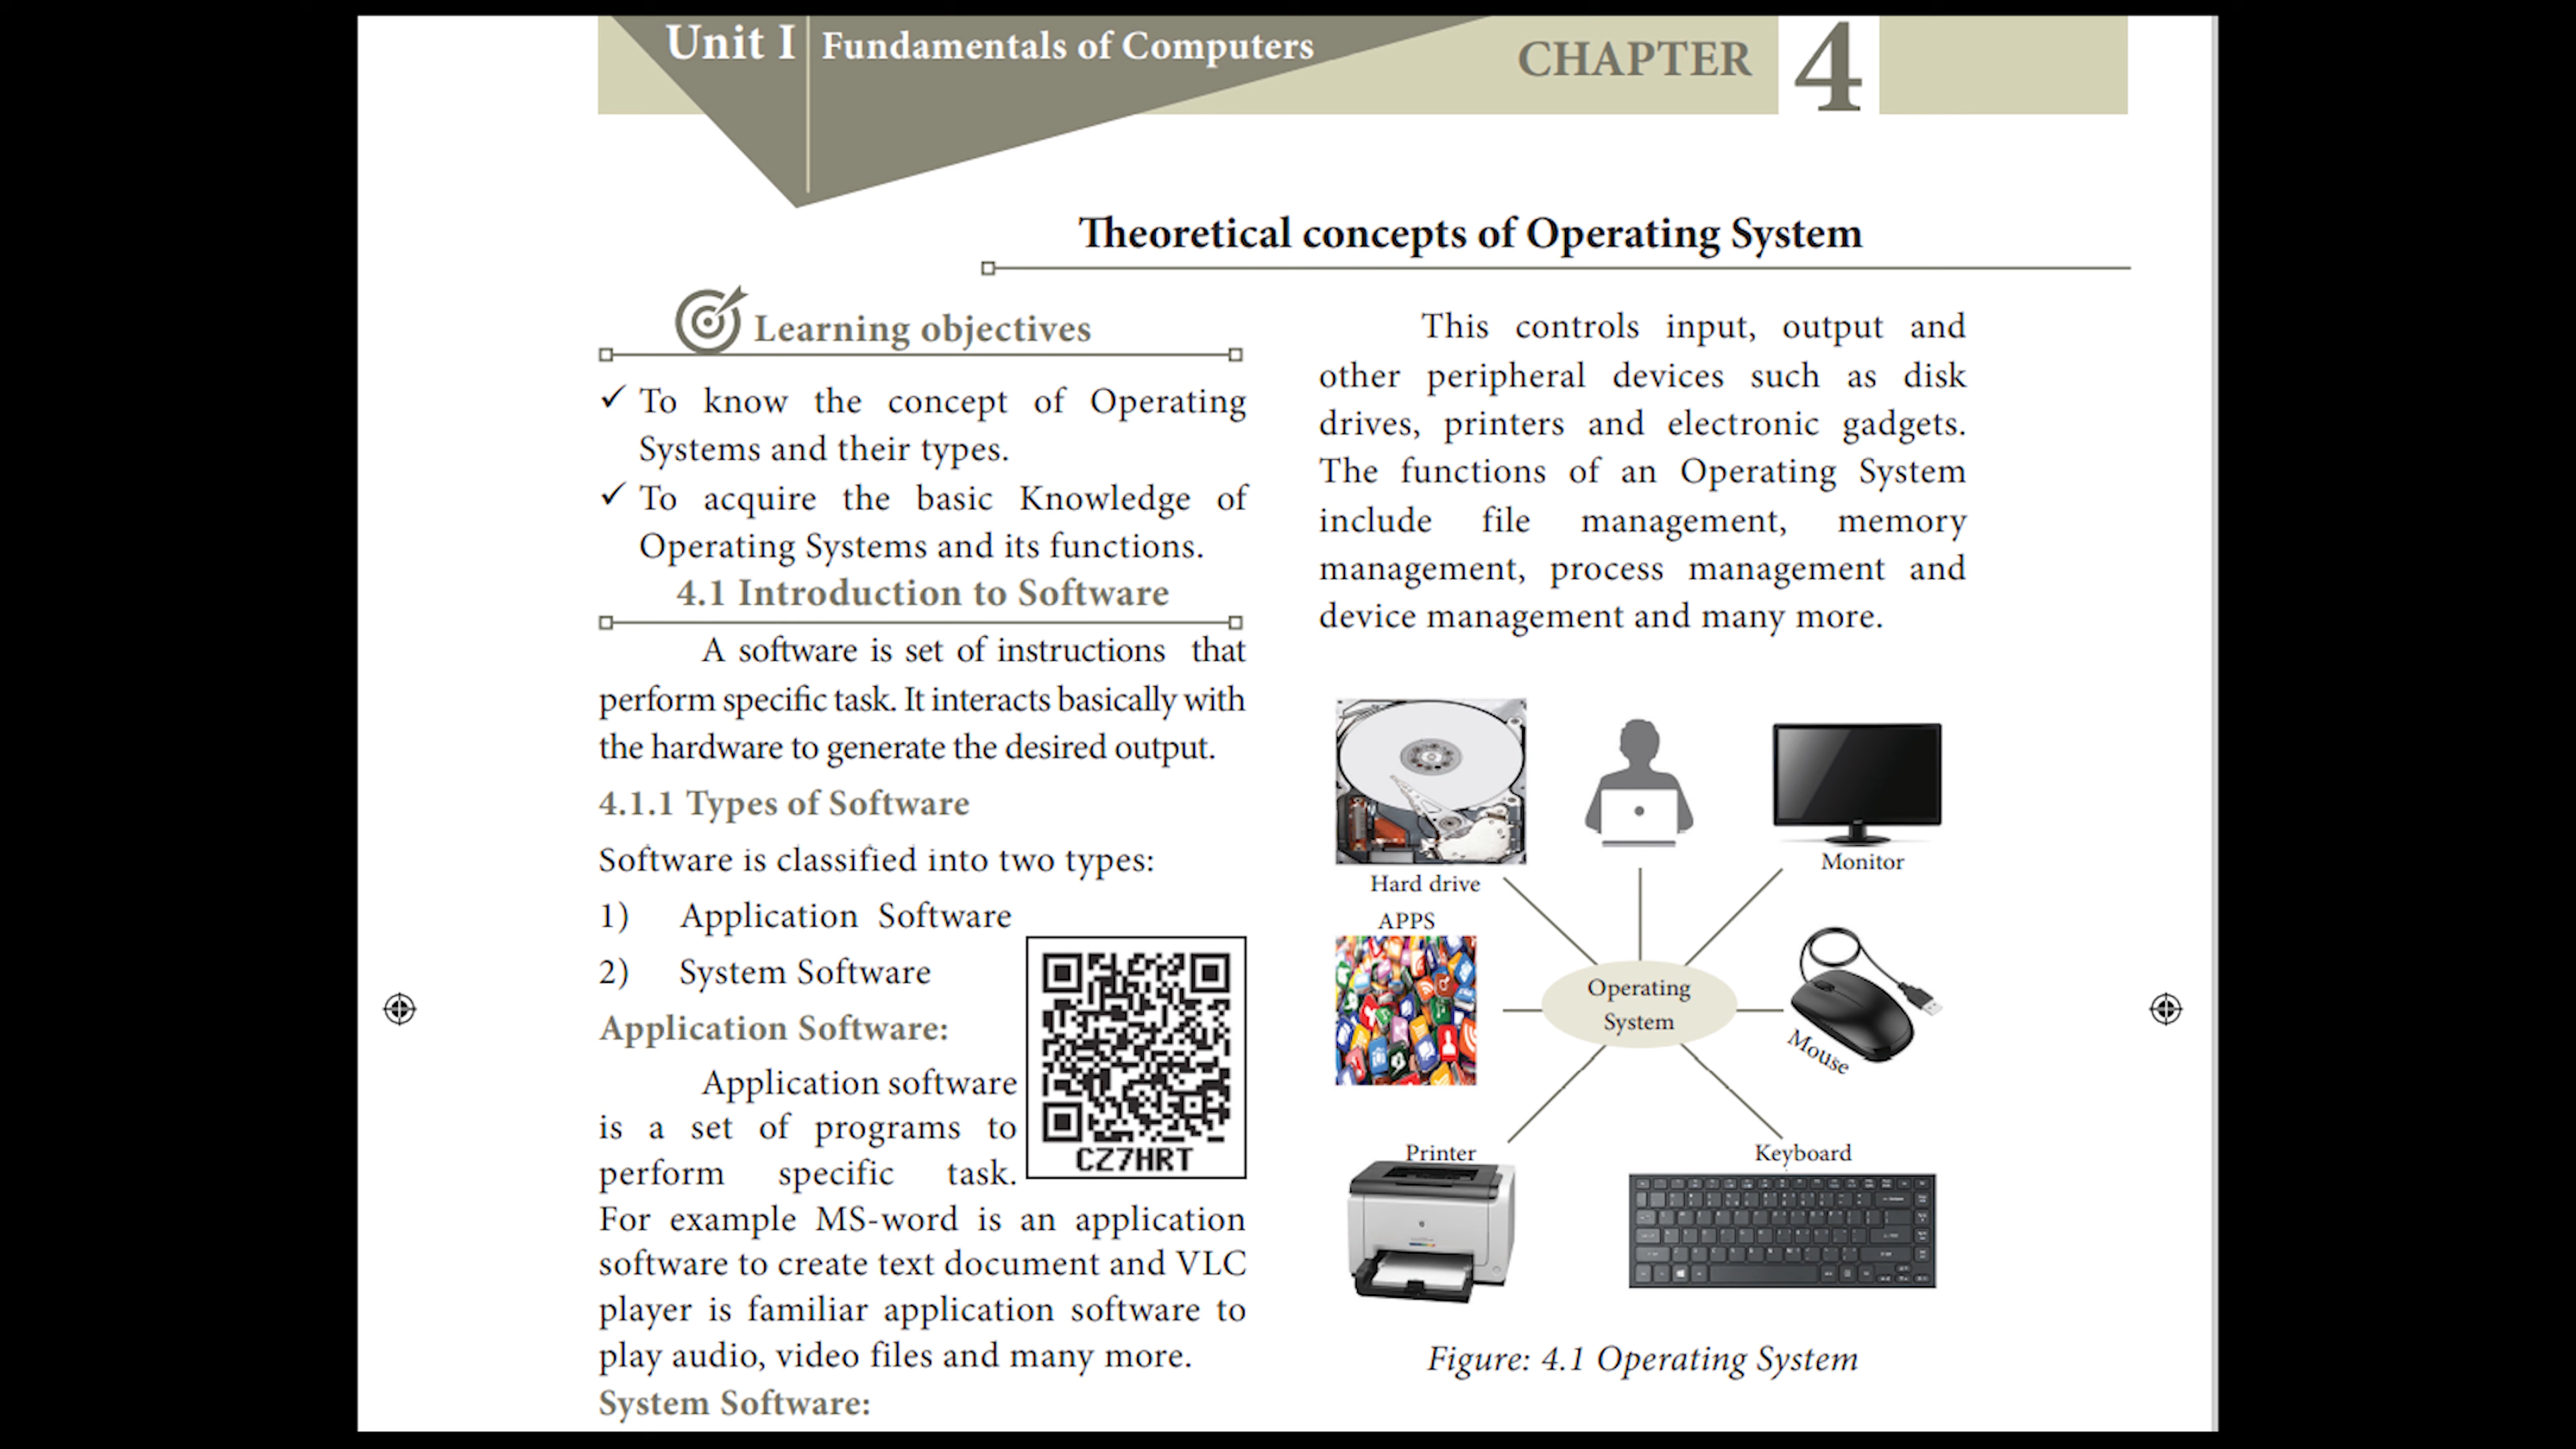 Unit I
Fundamentals of Computers
CHAPTER 4
Theoretical concepts of Operating System
Learning objectives
✓ To know the concept of Operating
Systems and their types.
✓ To acquire the basic Knowledge of
Operating Systems and its functions.
4.1 Introduction to Software
A software is set of instructions that
perform specific task. It interacts basically with
the hardware to generate the desired output.
4.1.1 Types of Software
Software is classified into two types:
1) Application Software
2) System Software
Application Software:
Application software
is a set of programs to
perform specific task.
For example MS-word is an application
software to create text document and VLC
player is familiar application software to
play audio, video files and many more.
System Software:
CZ7HRT
This controls input, output and
other peripheral devices such as disk
drives, printers and electronic gadgets.
The functions of an Operating System
include file management, memory
management, process management and
device management and many more.
Hard drive
Monitor
APPS
Operating
System
Mouse
Printer
Keyboard
Figure: 4.1 Operating System